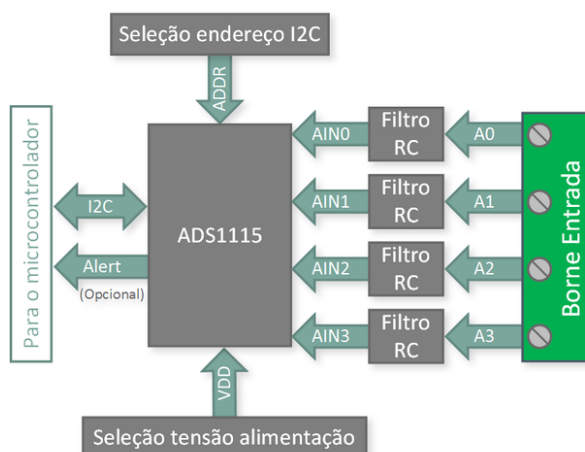 Seleção endereço I2C
ADDR
Para o microcontrolador
I2C
Alert
(Opcional)
ADS1115
AIN0
Filtro
RC
A0
AIN1
Filtro
RC
A1
AIN2
Filtro
RC
A2
AIN3
Filtro
RC
A3
Borne Entrada
VDD
Seleção tensão alimentação